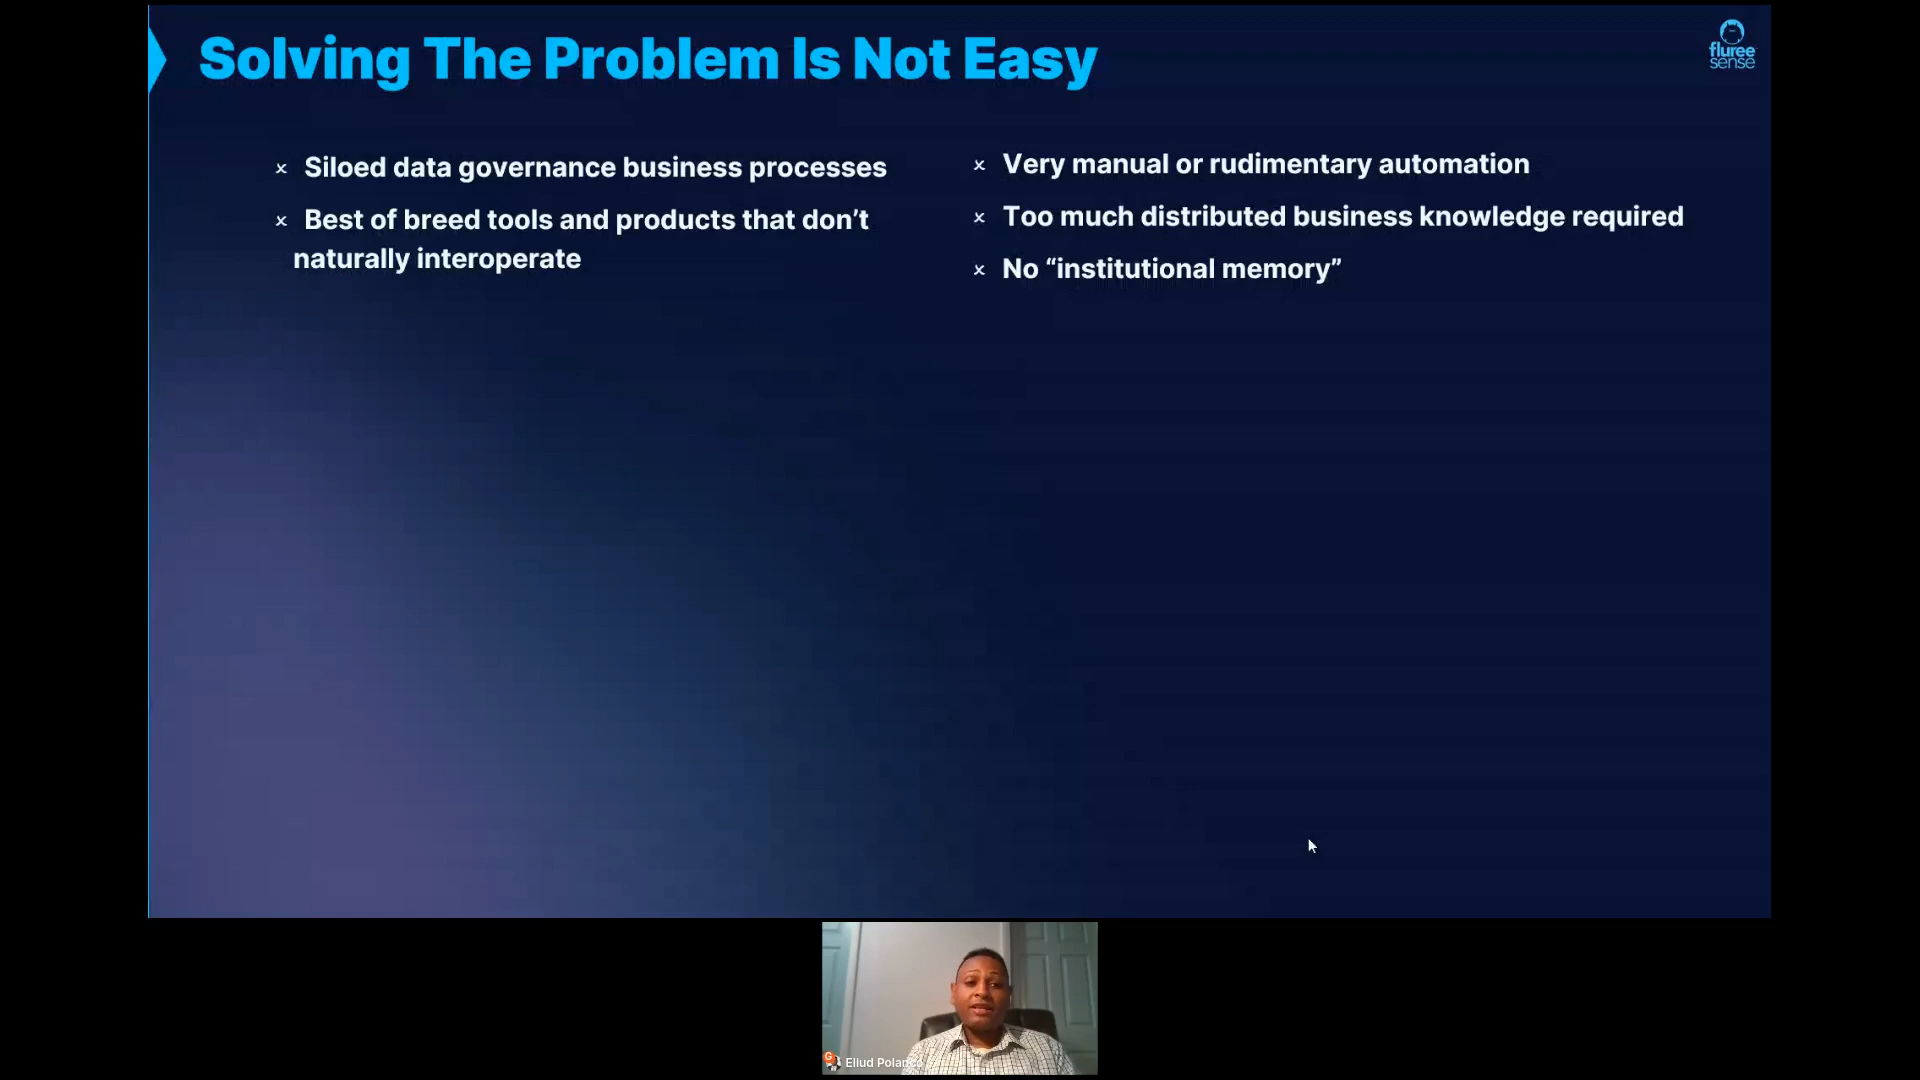 Solving The Problem Is Not Easy
fluree
sense
× Siloed data governance business processes
× Best of breed tools and products that don’t
naturally interoperate
× Very manual or rudimentary automation
× Too much distributed business knowledge required
× No “institutional memory”
G
Eliud Polanco